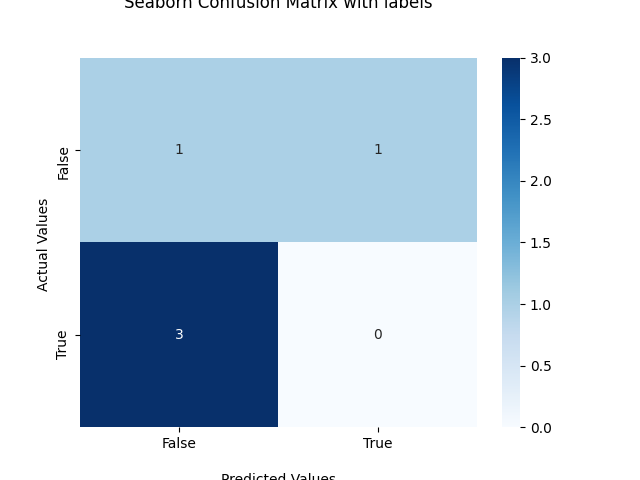 Seaborn Confusion Matrix with labels
3.0
2.5
2.0
1.5
1.0
0.5
0.0
Actual Values
False
True
1
1
3
0
False
True
Predicted Values